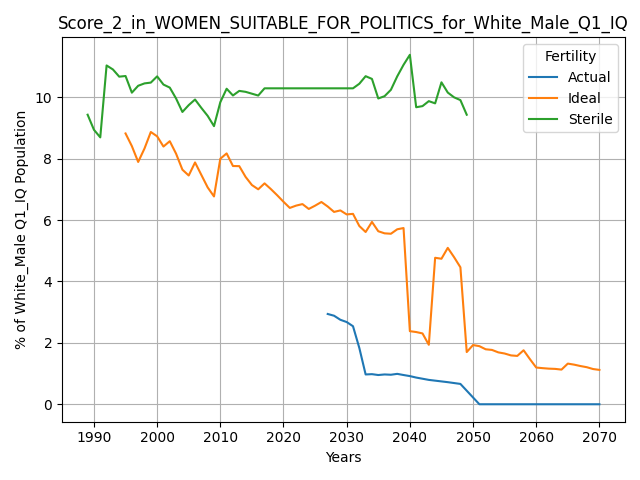 Score_2_in_WOMEN_SUITABLE_FOR_POLITICS_for_White_Male_Q1_IQ
Fertility
Actual
Ideal
Sterile
% of White_Male Q1_IQ Population
10
8
6
4
2
0
1990 2000 2010 2020 2030 2040 2050 2060 2070
Years